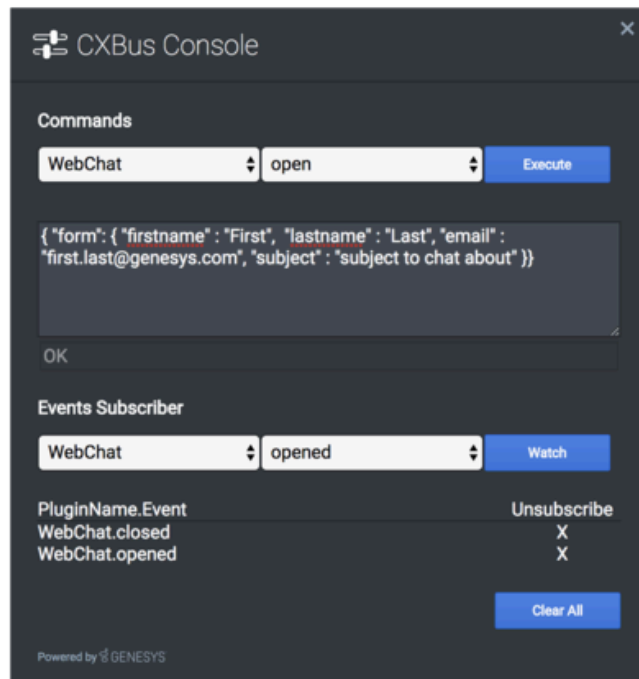 CXBus Console
Commands
WebChat open Execute
{ "form": { "firstname" : "First", "lastname" : "Last", "email" :
"first.last@genesys.com", "subject" : "subject to chat about" }}
OK
Events Subscriber
WebChat opened Watch
PluginName.Event Unsubscribe
WebChat.closed X
WebChat.opened X
Clear All
Powered by GENESYS